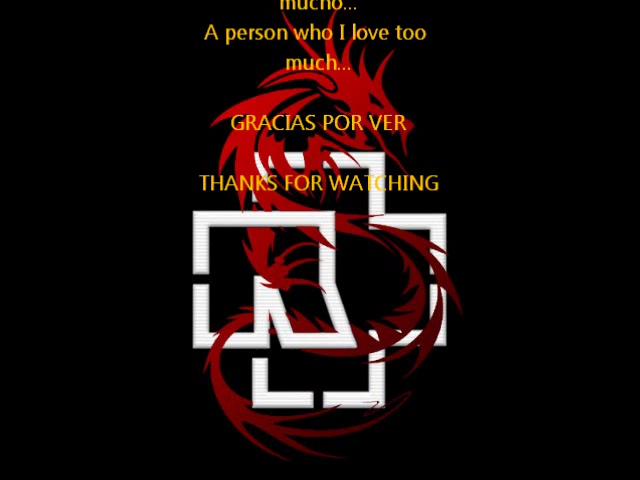 mucho...
A person who I love too
much...
GRACIAS POR VER
THANKS FOR WATCHING